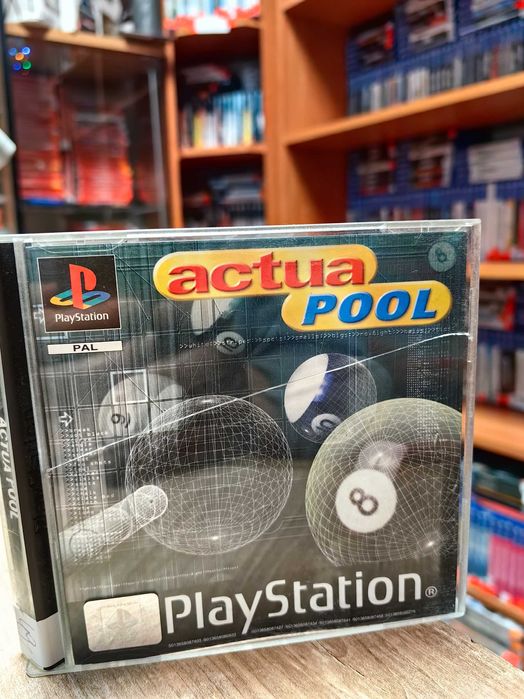 PlayStation
PAL
actua
POOL
8
PlayStation®
ACTUA POOL